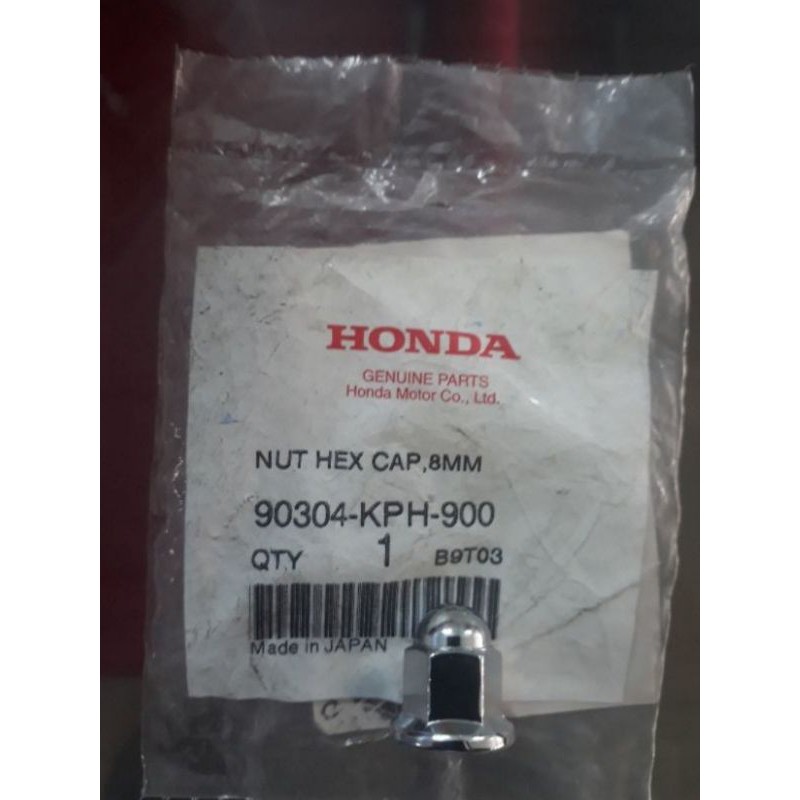 HONDA
GENUINE PARTS
Honda Motor Co., Ltd.
NUT HEX CAP,8MM
90304-KPH-900
QTY 1 B9T03
Made in JAPAN